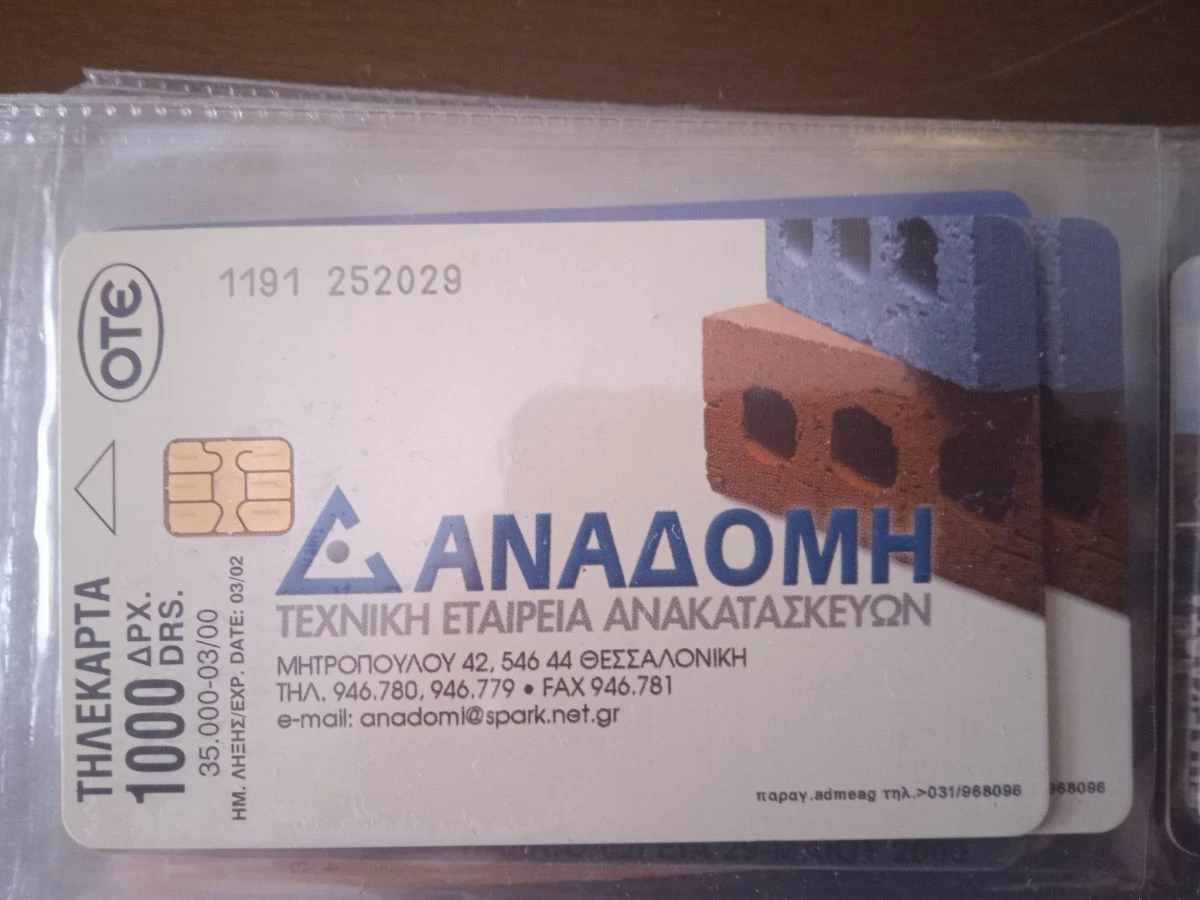 1191 252029
OTE
ΤΗΛΕΚΑΡΤΑ
1000 ΔΡΧ.
DRS.
35.000-03/00
ΗΜ. ΛΗΞΗΣ/EXP. DATE: 03/02
ΑΝΑΔΟΜΗ
ΤΕΧΝΙΚΗ ΕΤΑΙΡΕΙΑ ΑΝΑΚΑΤΑΣΚΕΥΩΝ
ΜΗΤΡΟΠΟΥΛΟΥ 42, 546 44 ΘΕΣΣΑΛΟΝΙΚΗ
ΤΗΛ. 946.780, 946.779 • FAX 946.781
e-mail: anadomi@spark.net.gr
παραγ.admeag τηλ.>031/968096
968096